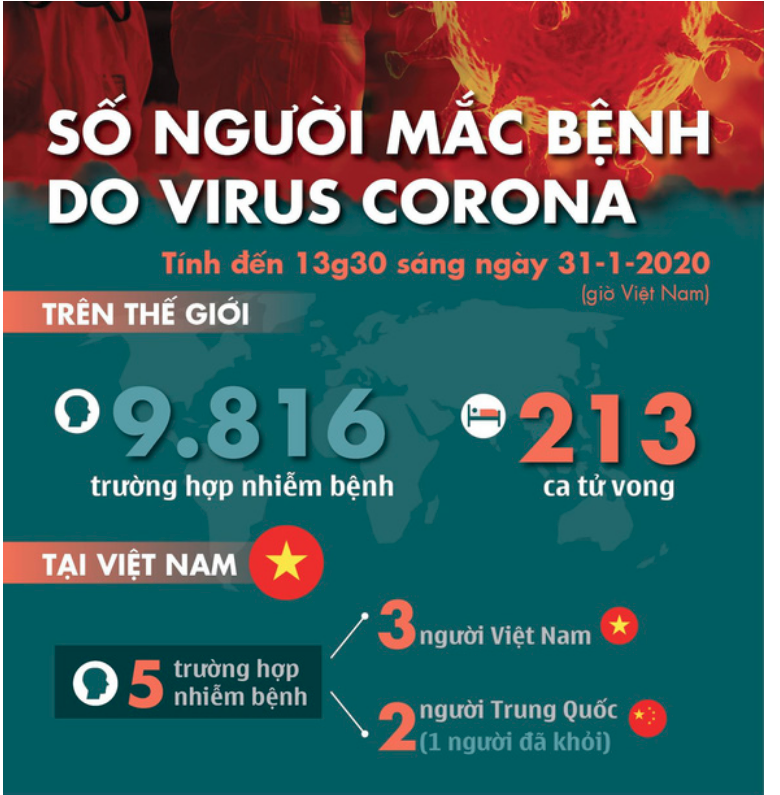 SỐ NGƯỜI MẮC BỆNH
DO VIRUS CORONA
Tính đến 13g30 sáng ngày 31-1-2020
(giờ Việt Nam)
TRÊN THẾ GIỚI
9.816
trường hợp nhiễm bệnh
213
ca tử vong
TẠI VIỆT NAM
5 trường hợp
nhiễm bệnh
3 người Việt Nam
2 người Trung Quốc
(1 người đã khỏi)